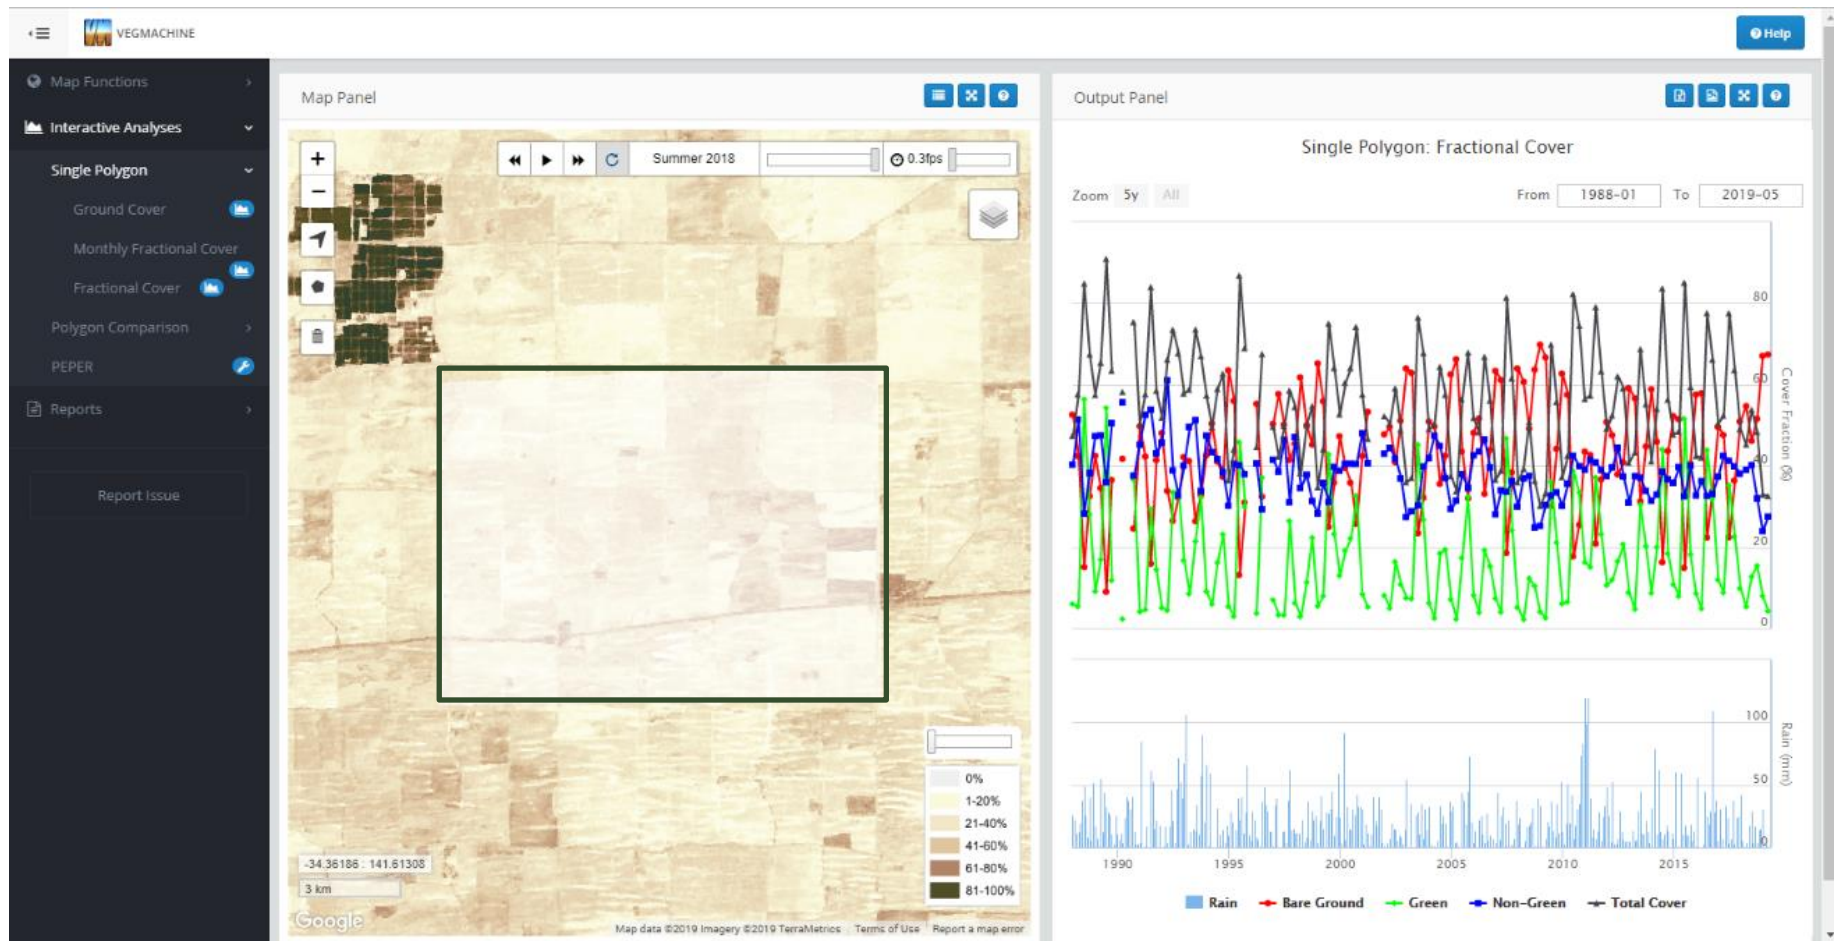 VEGMACHINE
Help
Map Functions
Interactive Analyses
Single Polygon
Ground Cover
Monthly Fractional Cover
Fractional Cover
Polygon Comparison
PEPER
Reports
Report Issue
Map Panel
+
−
Summer 2018
0.3fps
0%
1-20%
21-40%
41-60%
61-80%
81-100%
-34.36186 : 141.61308
3 km
Google
Map data ©2019 Imagery ©2019 TerraMetrics Terms of Use Report a map error
Output Panel
Single Polygon: Fractional Cover
Zoom 5y All From 1988-01 To 2019-05
80
60
40
20
0
Cover Fraction (%)
100
50
0
Rain (mm)
1990 1995 2000 2005 2010 2015
Rain Bare Ground Green Non-Green Total Cover